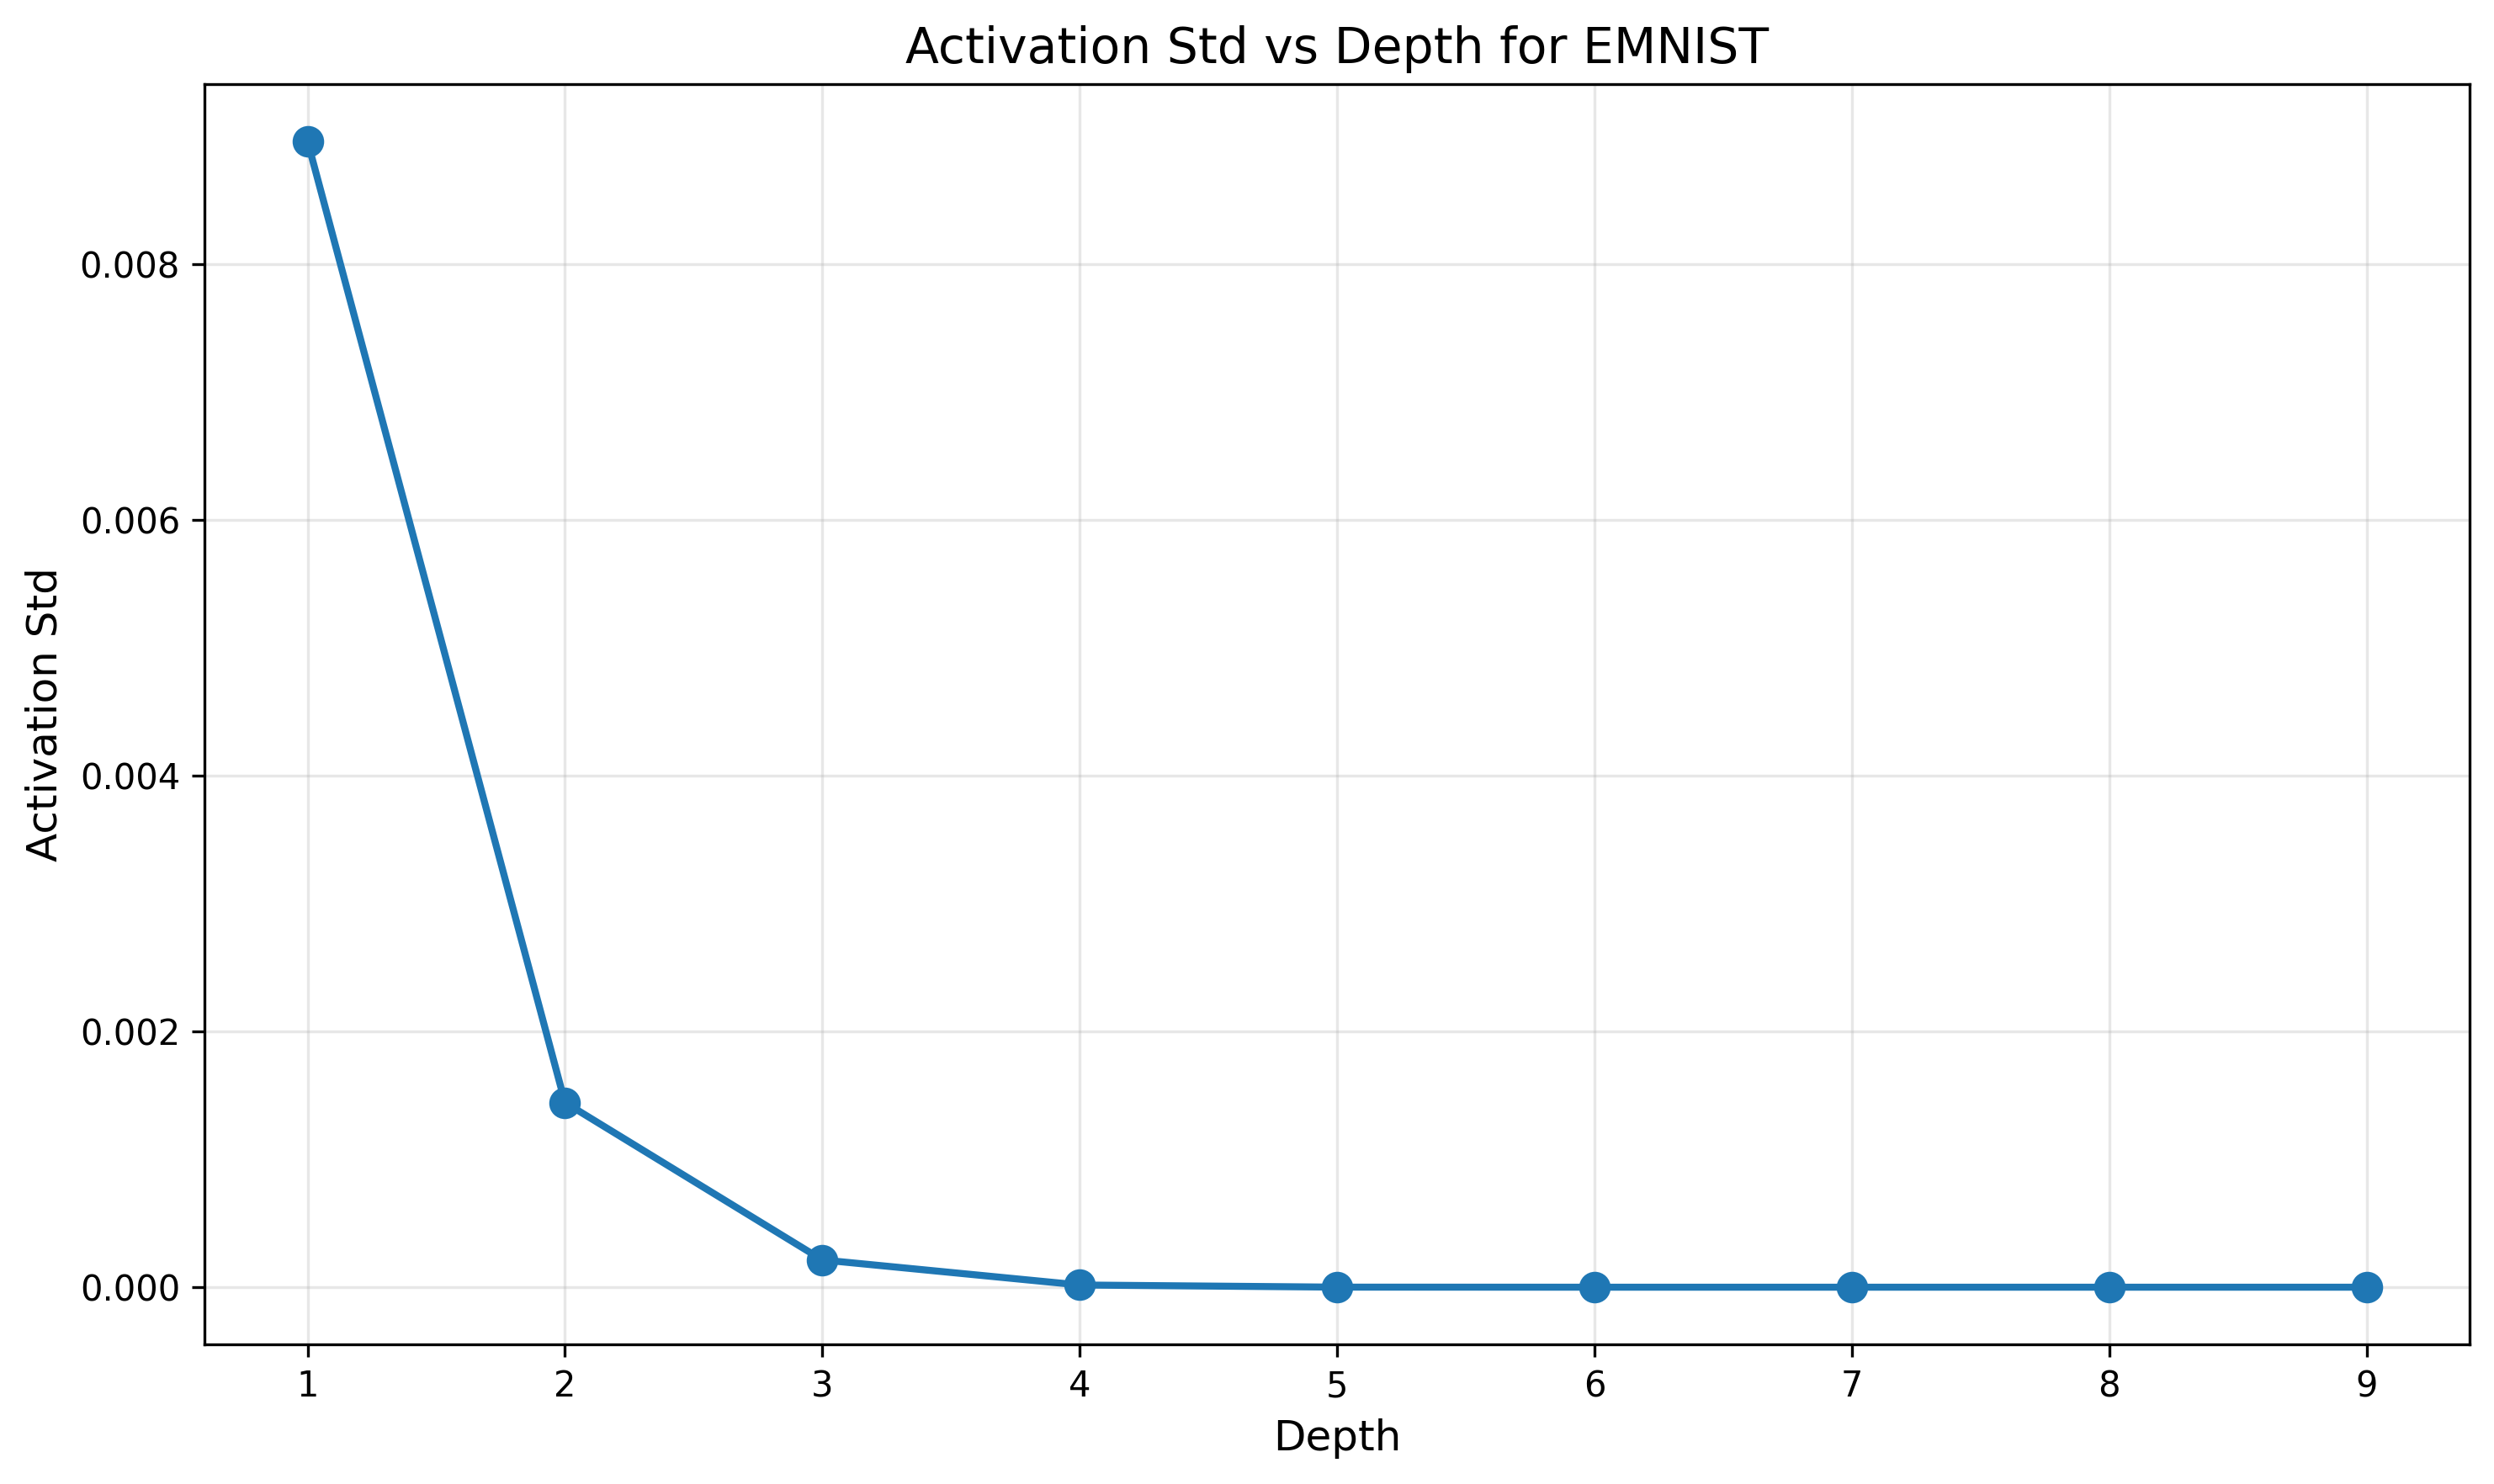 Activation Std vs Depth for EMNIST
Activation Std
0.008
0.006
0.004
0.002
0.000
1 2 3 4 5 6 7 8 9
Depth